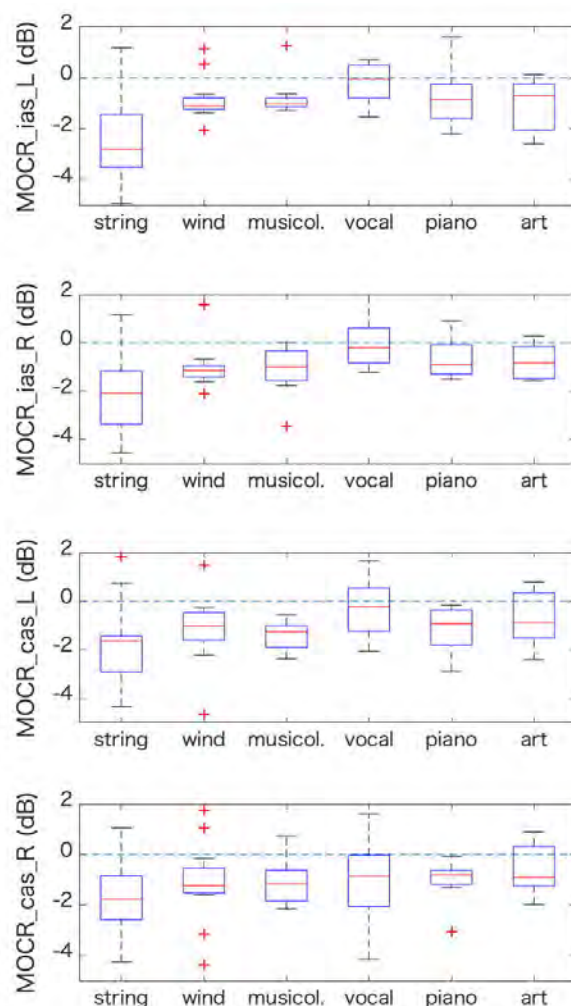 MOCR_ias_L (dB)
2
0
-2
-4
string wind musicol. vocal piano art
MOCR_ias_R (dB)
2
0
-2
-4
string wind musicol. vocal piano art
MOCR_cas_L (dB)
2
0
-2
-4
string wind musicol. vocal piano art
MOCR_cas_R (dB)
2
0
-2
-4
string wind musicol. vocal piano art